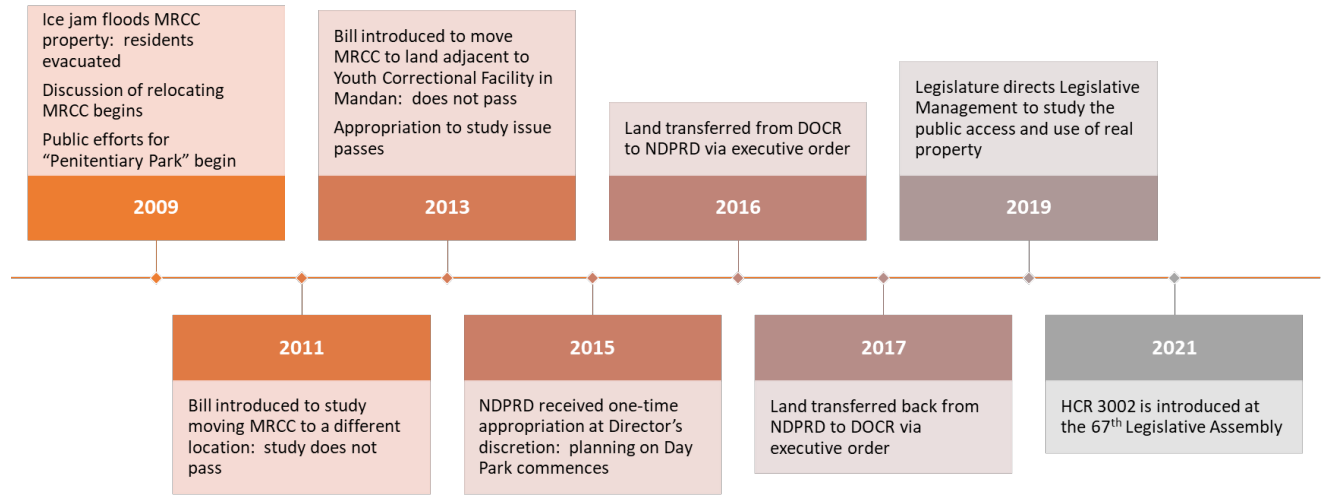 Ice jam floods MRCC
property:  residents
evacuated
Discussion of relocating
MRCC begins
Public efforts for
“Penitentiary Park” begin
2009
Bill introduced to study
moving MRCC to a different
location:  study does not
pass
2011
Bill introduced to move
MRCC to land adjacent to
Youth Correctional Facility in
Mandan:  does not pass
Appropriation to study issue
passes
2013
2015
NDPRD received one-time
appropriation at Director’s
discretion:  planning on Day
Park commences
Land transferred from DOCR
to NDPRD via executive order
2016
2017
Land transferred back from
NDPRD to DOCR via
executive order
Legislature directs Legislative
Management to study the
public access and use of real
property
2019
2021
HCR 3002 is introduced at
the 67th Legislative Assembly